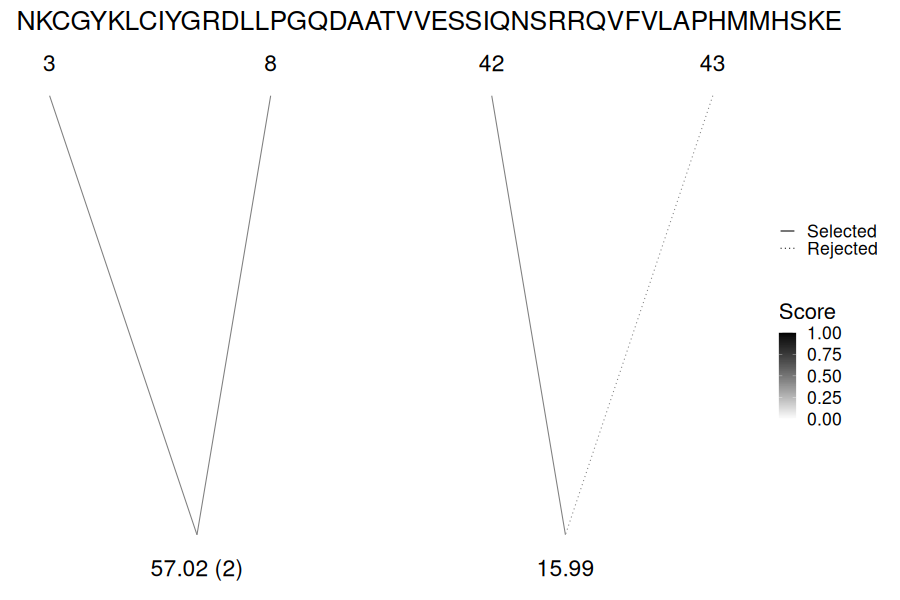 NKCGYKLCIYGRDLLPGQDAATVVESSIQNSRRQVFVLAPHMMHSKE
3 8 42 43
Selected
Rejected
Score
1.00
0.75
0.50
0.25
0.00
57.02 (2) 15.99